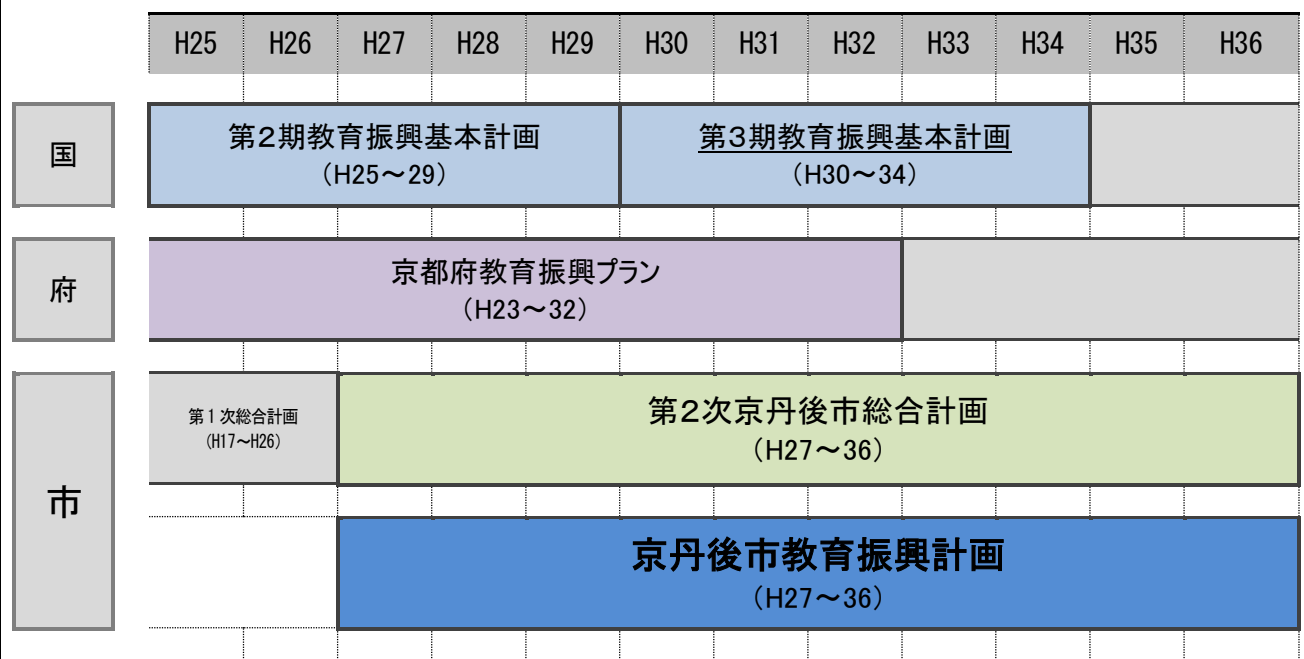 H25 H26 H27 H28 H29 H30 H31 H32 H33 H34 H35 H36
国
第2期教育振興基本計画
（H25～29）
第3期教育振興基本計画
（H30～34）
府
京都府教育振興プラン
（H23～32）
市
第１次総合計画
（H17～H26）
第2次京丹後市総合計画
（H27～36）
京丹後市教育振興計画
（H27～36）